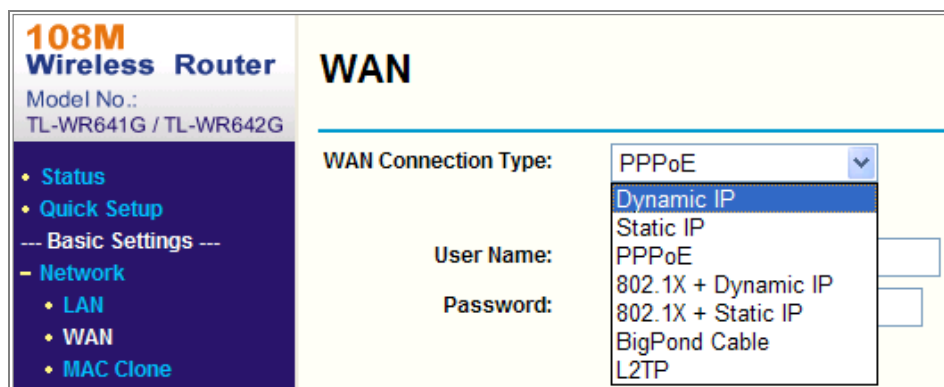 108M
Wireless Router
Model No.:
TL-WR641G / TL-WR642G
Status
Quick Setup
--- Basic Settings ---
Network
LAN
WAN
MAC Clone
WAN
WAN Connection Type: PPPoE
Dynamic IP
Static IP
PPPoE
802.1X + Dynamic IP
802.1X + Static IP
BigPond Cable
L2TP
User Name:
Password: